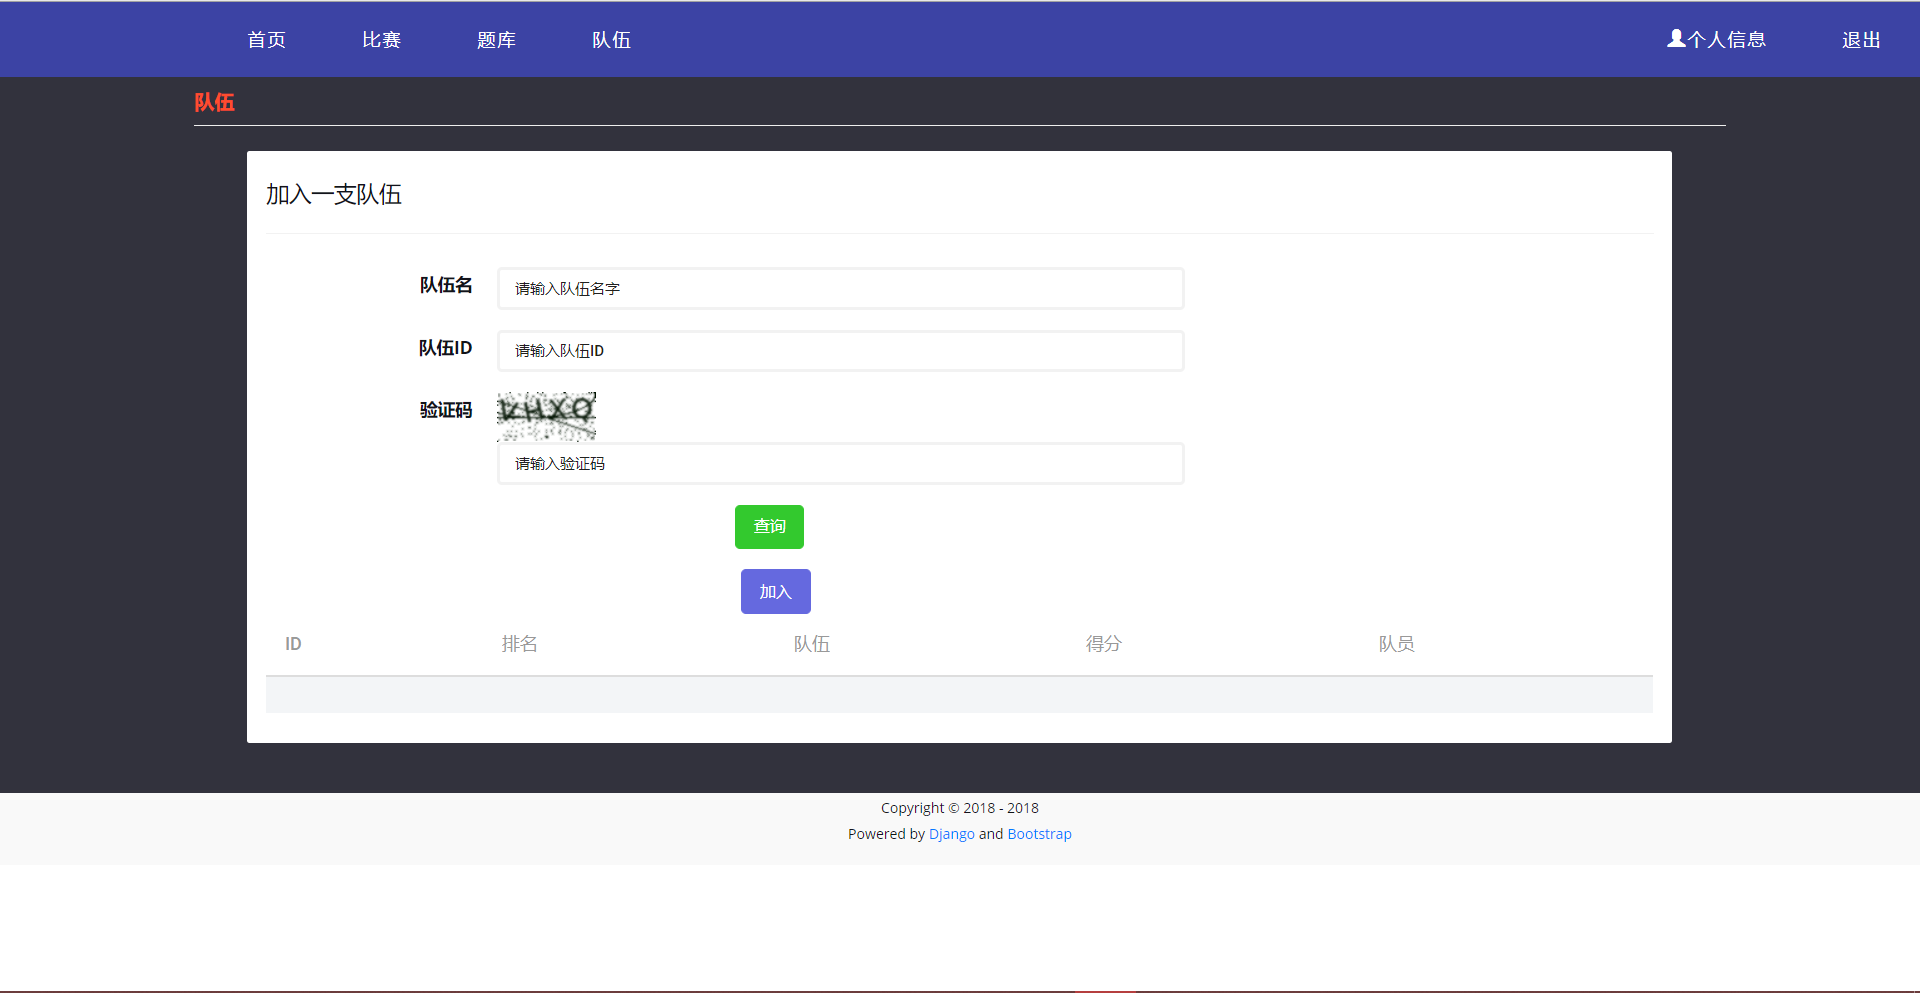 首页 比赛 题库 队伍 个人信息 退出
队伍
加入一支队伍
队伍名 请输入队伍名字
队伍ID 请输入队伍ID
验证码 VHXQ
请输入验证码
查询
加入
ID 排名 队伍 得分 队员
Copyright © 2018 - 2018
Powered by Django and Bootstrap